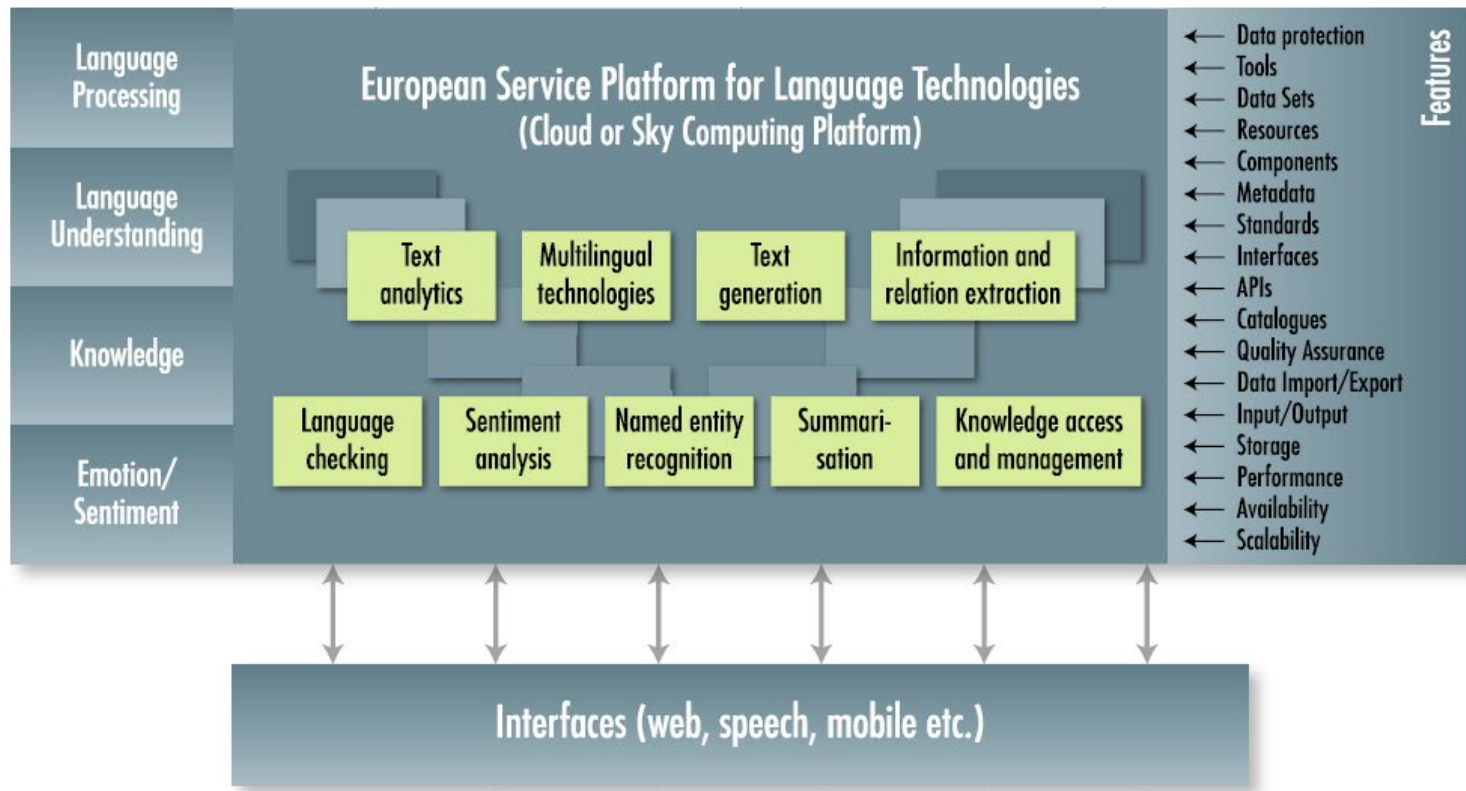 Language
Processing
Language
Understanding
Knowledge
Emotion/
Sentiment
European Service Platform for Language Technologies
(Cloud or Sky Computing Platform)
Text
analytics
Multilingual
technologies
Text
generation
Information and
relation extraction
Language
checking
Sentiment
analysis
Named entity
recognition
Summari-
sation
Knowledge access
and management
Features
Data protection
Tools
Data Sets
Resources
Components
Metadata
Standards
Interfaces
APIs
Catalogues
Quality Assurance
Data Import/Export
Input/Output
Storage
Performance
Availability
Scalability
Interfaces (web, speech, mobile etc.)